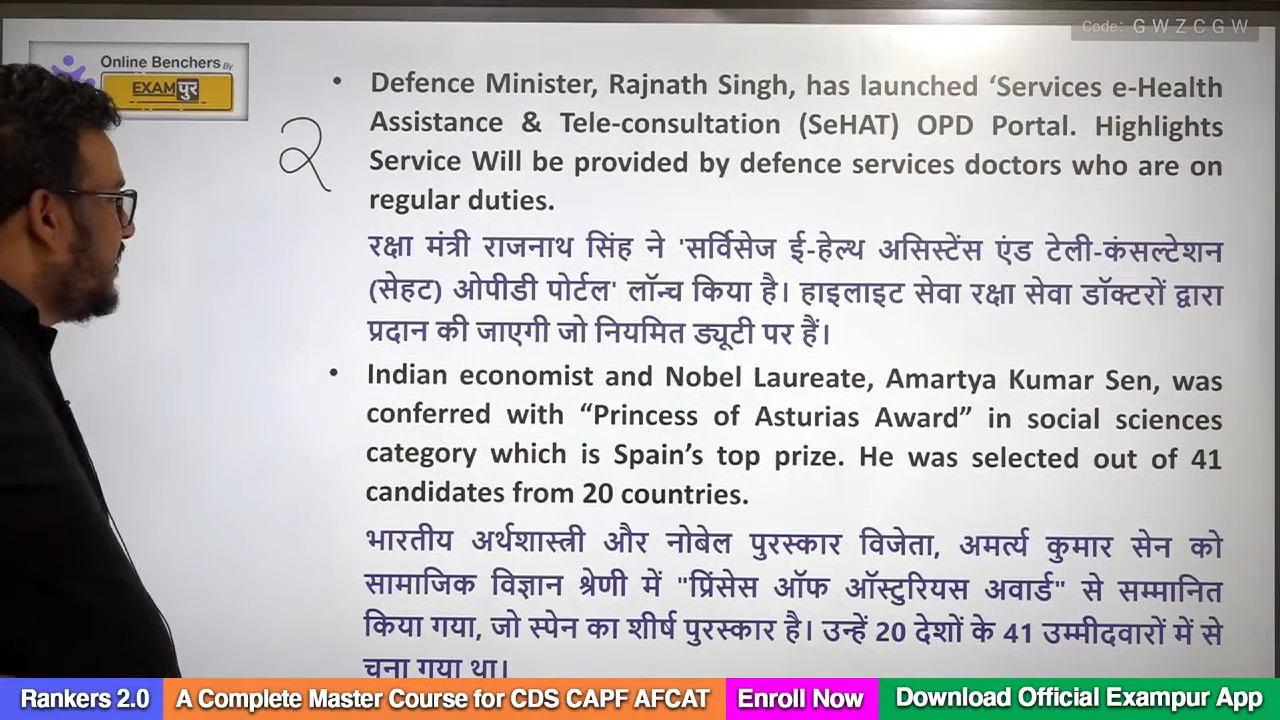 Code: G W Z C G W
Online Benchers By
EXAMपुर
• Defence Minister, Rajnath Singh, has launched ‘Services e-Health
Assistance & Tele-consultation (SeHAT) OPD Portal. Highlights
Service Will be provided by defence services doctors who are on
regular duties.
२
रक्षा मंत्री राजनाथ सिंह ने 'सर्विसेज ई-हेल्थ असिस्टेंस एंड टेली-कंसल्टेशन
(सेहट) ओपीडी पोर्टल' लॉन्च किया है। हाइलाइट सेवा रक्षा सेवा डॉक्टरों द्वारा
प्रदान की जाएगी जो नियमित ड्यूटी पर हैं।
• Indian economist and Nobel Laureate, Amartya Kumar Sen, was
conferred with “Princess of Asturias Award” in social sciences
category which is Spain’s top prize. He was selected out of 41
candidates from 20 countries.
भारतीय अर्थशास्त्री और नोबेल पुरस्कार विजेता, अमर्त्य कुमार सेन को
सामाजिक विज्ञान श्रेणी में "प्रिंसेस ऑफ ऑस्टुरियस अवार्ड" से सम्मानित
किया गया, जो स्पेन का शीर्ष पुरस्कार है। उन्हें 20 देशों के 41 उम्मीदवारों में से
चुना गया था।
Rankers 2.0 A Complete Master Course for CDS CAPF AFCAT Enroll Now Download Official Exampur App